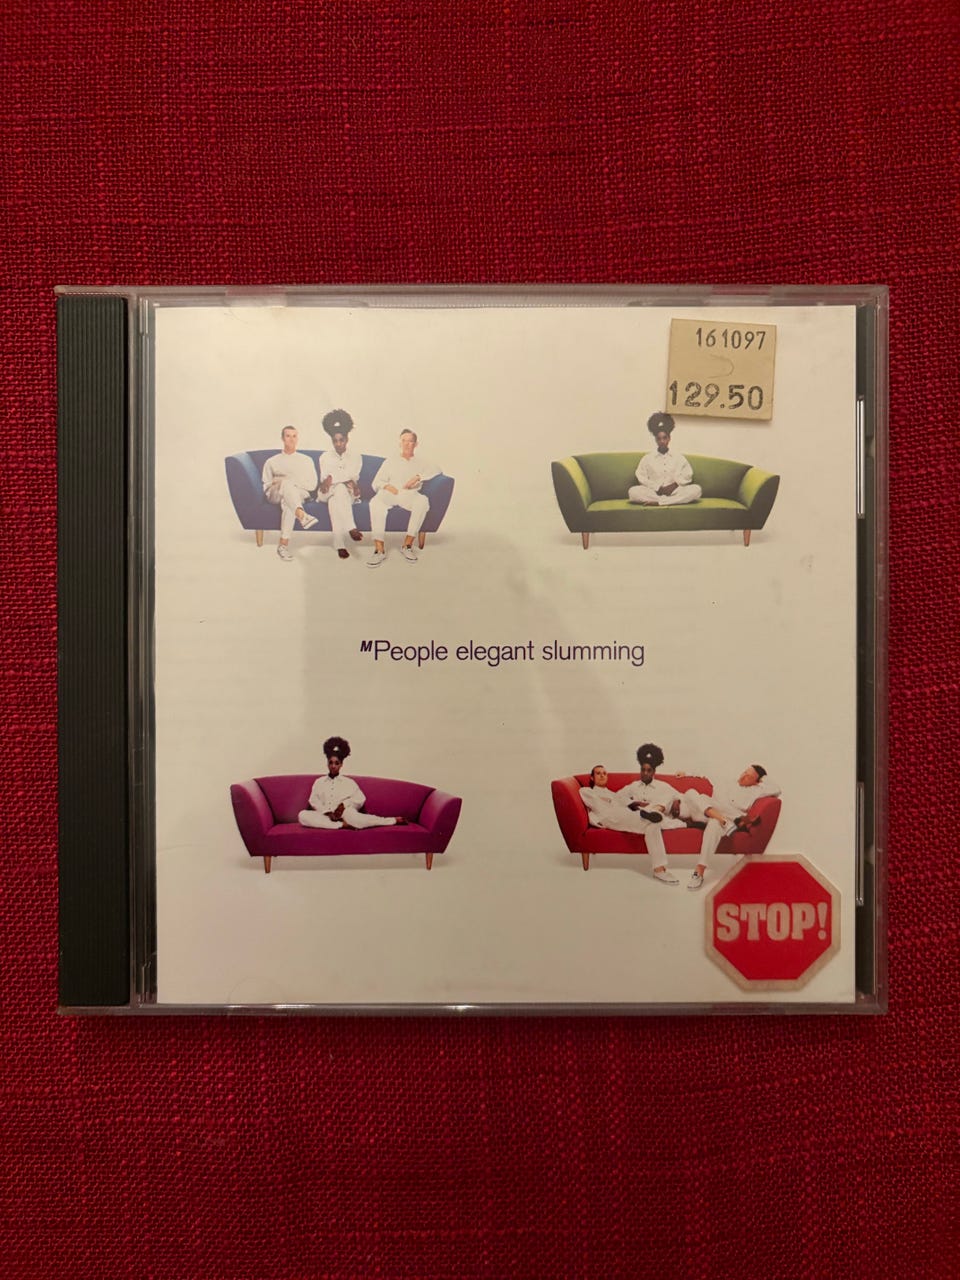 161097
129.50
MPeople elegant slumming
STOP!